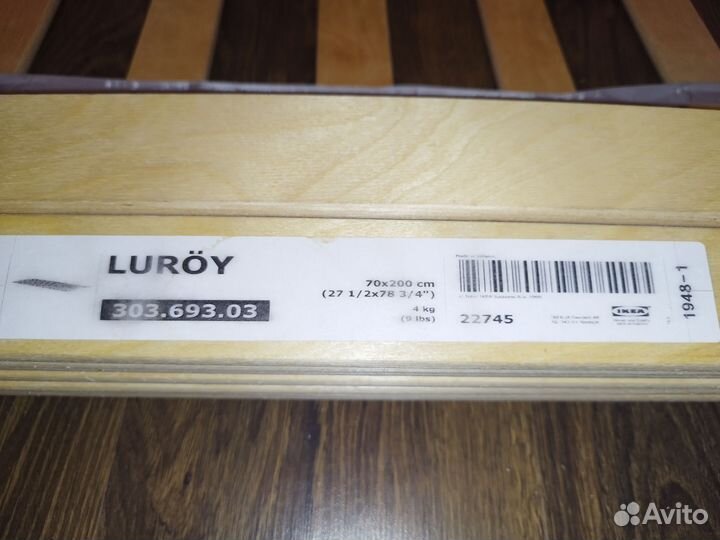 LURÖY
303.693.03
70x200 cm
(27 1/2x78 3/4")
4 kg
(9 lbs)
22745
IKEA
1948-1
Avito